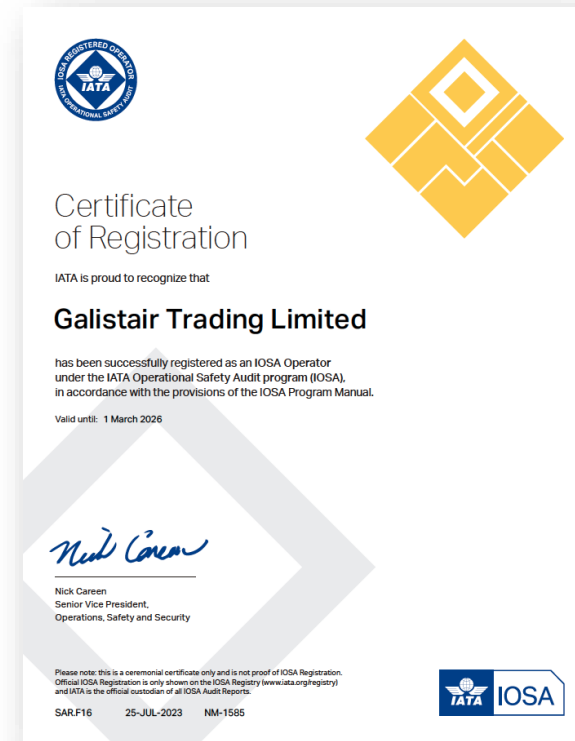 IOSA REGISTERED OPERATOR
IATA
IATA OPERATIONAL SAFETY AUDIT
Certificate
of Registration
IATA is proud to recognize that
Galistair Trading Limited
has been successfully registered as an IOSA Operator
under the IATA Operational Safety Audit program (IOSA),
in accordance with the provisions of the IOSA Program Manual.
Valid until: 1 March 2026
Nick Careen
Nick Careen
Senior Vice President,
Operations, Safety and Security
Please note: this is a ceremonial certificate only and is not proof of IOSA Registration.
Official IOSA Registration is only shown on the IOSA Registry (www.iata.org/registry)
and IATA is the official custodian of all IOSA Audit Reports.
SAR.F16 25-JUL-2023 NM-1585
IATA IOSA